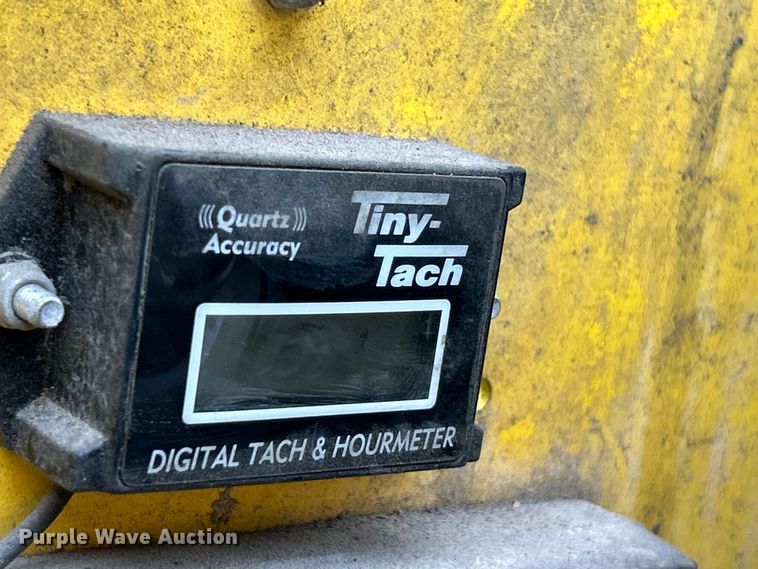 (((Quartz)))
Accuracy
Tiny-
Tach
DIGITAL TACH & HOURMETER
Purple Wave Auction